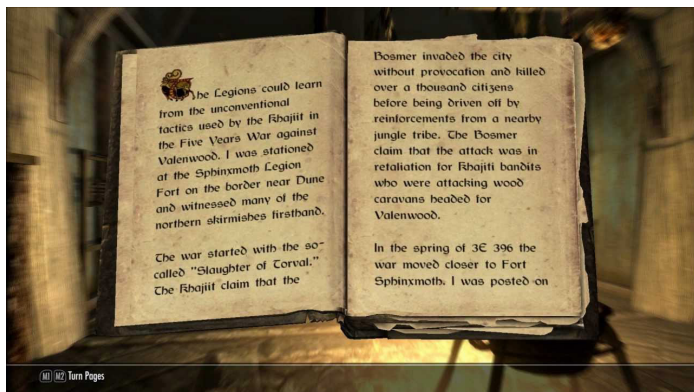 The Legions could learn
from the unconventional
tactics used by the Khajiit in
the Five Years War against
Valenwood. I was stationed
at the Sphinxmoth Legion
Fort on the border near Dune
and witnessed many of the
northern skirmishes firsthand.
The war started with the so-
called "Slaughter of Torval."
The Khajiit claim that the
Bosmer invaded the city
without provocation and killed
over a thousand citizens
before being driven off by
reinforcements from a nearby
jungle tribe. The Bosmer
claim that the attack was in
retaliation for Khajiti bandits
who were attacking wood
caravans headed for
Valenwood.
In the spring of 3E 396 the
war moved closer to Fort
Sphinxmoth. I was posted on
M1 M2 Turn Pages